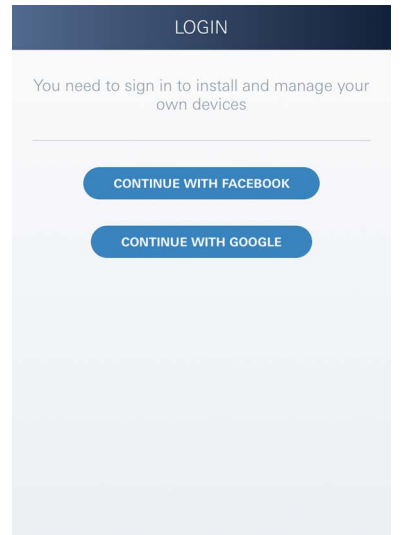 LOGIN
You need to sign in to install and manage your
own devices
CONTINUE WITH FACEBOOK
CONTINUE WITH GOOGLE